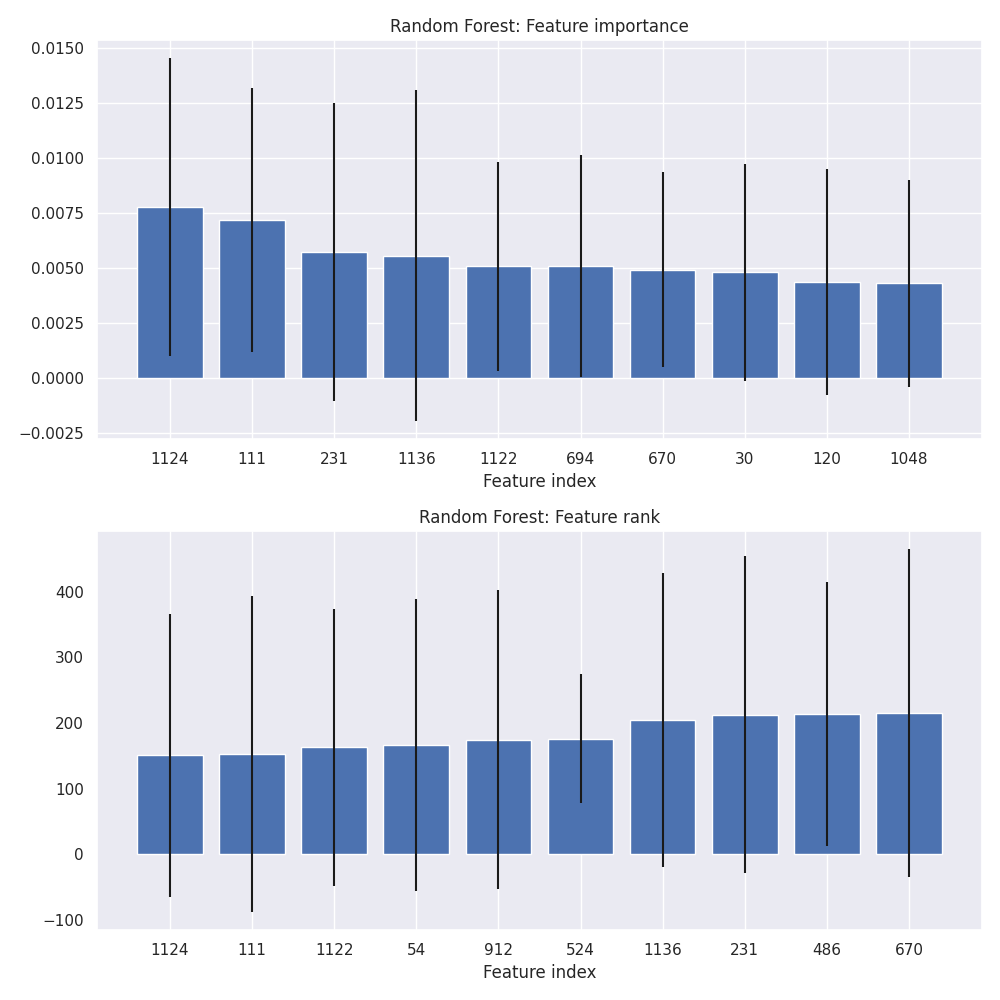 Random Forest: Feature importance
0.0150
0.0125
0.0100
0.0075
0.0050
0.0025
0.0000
−0.0025
1124 111 231 1136 1122 694 670 30 120 1048
Feature index
Random Forest: Feature rank
400
300
200
100
0
−100
1124 111 1122 54 912 524 1136 231 486 670
Feature index